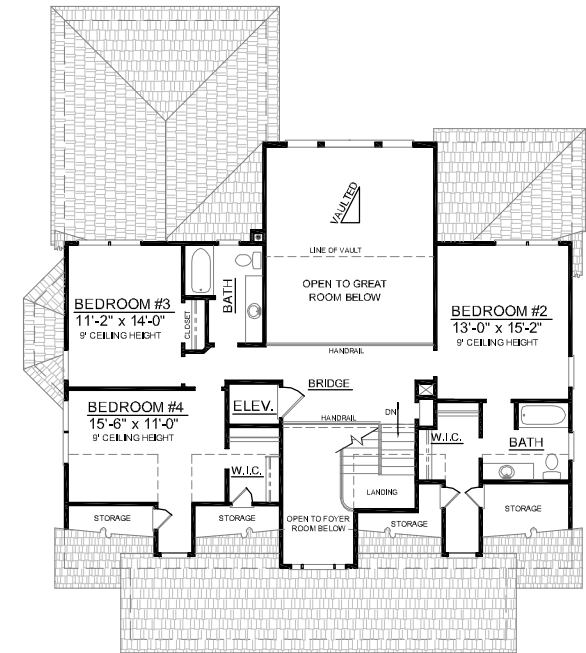 VAULTED
LINE OF VAULT
OPEN TO GREAT
ROOM BELOW
BEDROOM #3
11'-2" x 14'-0"
9' CEILING HEIGHT
CLOSET
BATH
BEDROOM #2
13'-0" x 15'-2"
9' CEILING HEIGHT
HANDRAIL
BRIDGE
ELEV.
HANDRAIL
DN
BEDROOM #4
15'-6" x 11'-0"
9' CEILING HEIGHT
W.I.C.
W.I.C.
BATH
LANDING
STORAGE
STORAGE
OPEN TO FOYER
ROOM BELOW
STORAGE
STORAGE